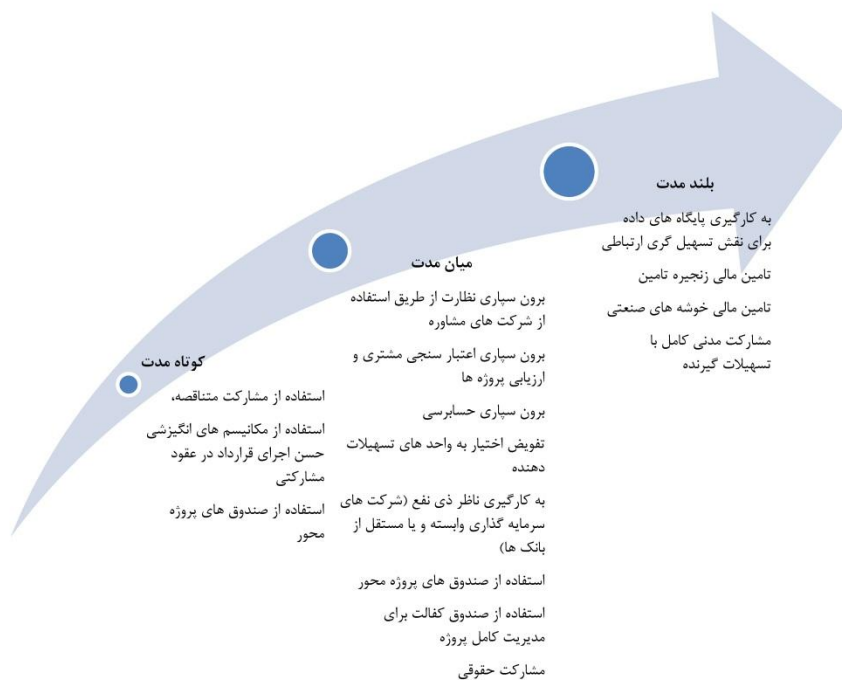 کوتاه مدت
استفاده از مشارکت متناقصه،
استفاده از مکانیسم های انگیزشی
حسن اجرای قرارداد در عقود
مشارکتی
استفاده از صندوق های پروژه
محور
میان مدت
برون سپاری نظارت از طریق استفاده
از شرکت های مشاوره
برون سپاری اعتبار سنجی مشتری و
ارزیابی پروژه ها
برون سپاری حسابرسی
تفویض اختیار به واحد های تسهیلات
دهنده
به کارگیری ناظر ذی نفع (شرکت های
سرمایه گذاری وابسته و یا مستقل از
بانک ها)
استفاده از صندوق های پروژه محور
استفاده از صندوق کفالت برای
مدیریت کامل پروژه
مشارکت حقوقی
بلند مدت
به کارگیری پایگاه های داده
برای نقش تسهیل گری ارتباطی
تامین مالی زنجیره تامین
تامین مالی خوشه های صنعتی
مشارکت مدنی کامل با
تسهیلات گیرنده